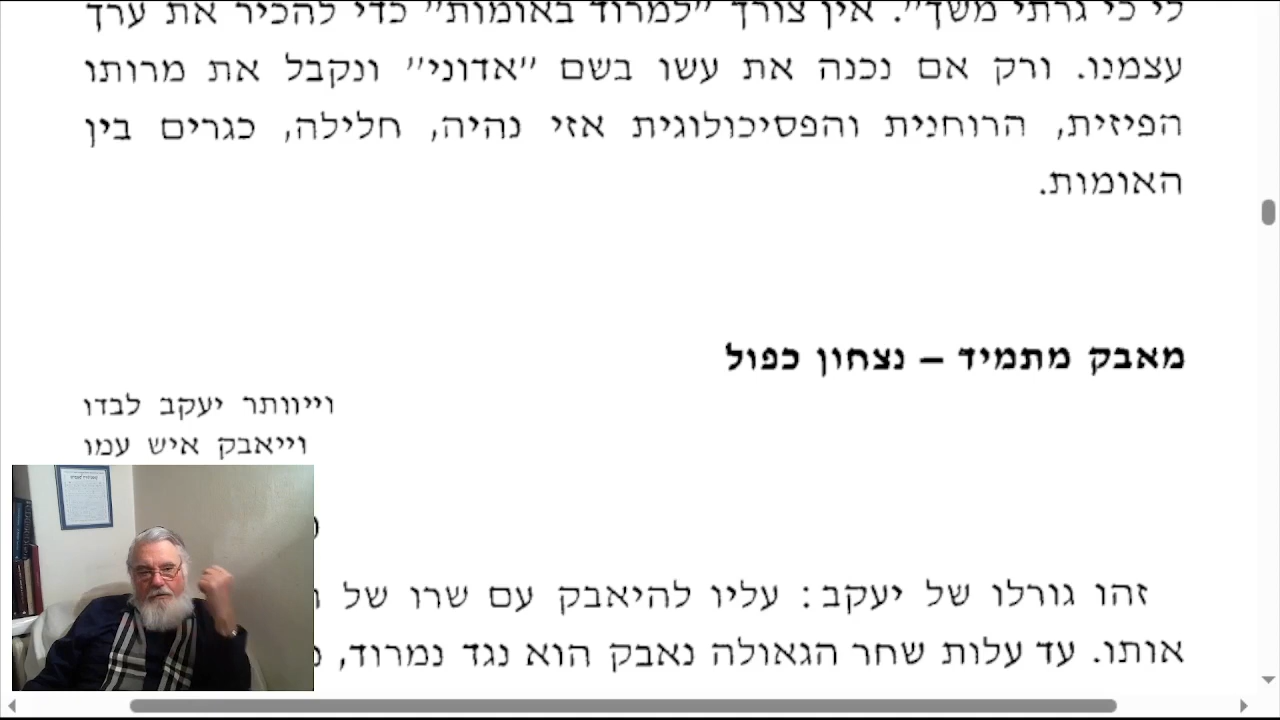 לי כי גרתי משך". אין צורך "למרוד באומות" כדי להכיר את ערך
עצמנו. ורק אם נכנה את עשו בשם "אדוני" ונקבל את מרותו
הפיזית, הרוחנית והפסיכולוגית אזי נהיה, חלילה, כגרים בין
האומות.
מאבק מתמיד – נצחון כפול
וייוותר יעקב לבדו
וייאבק איש עמו
זהו גורלו של יעקב: עליו להיאבק עם שרו של
אותו. עד עלות שחר הגאולה נאבק הוא נגד נמרוד,